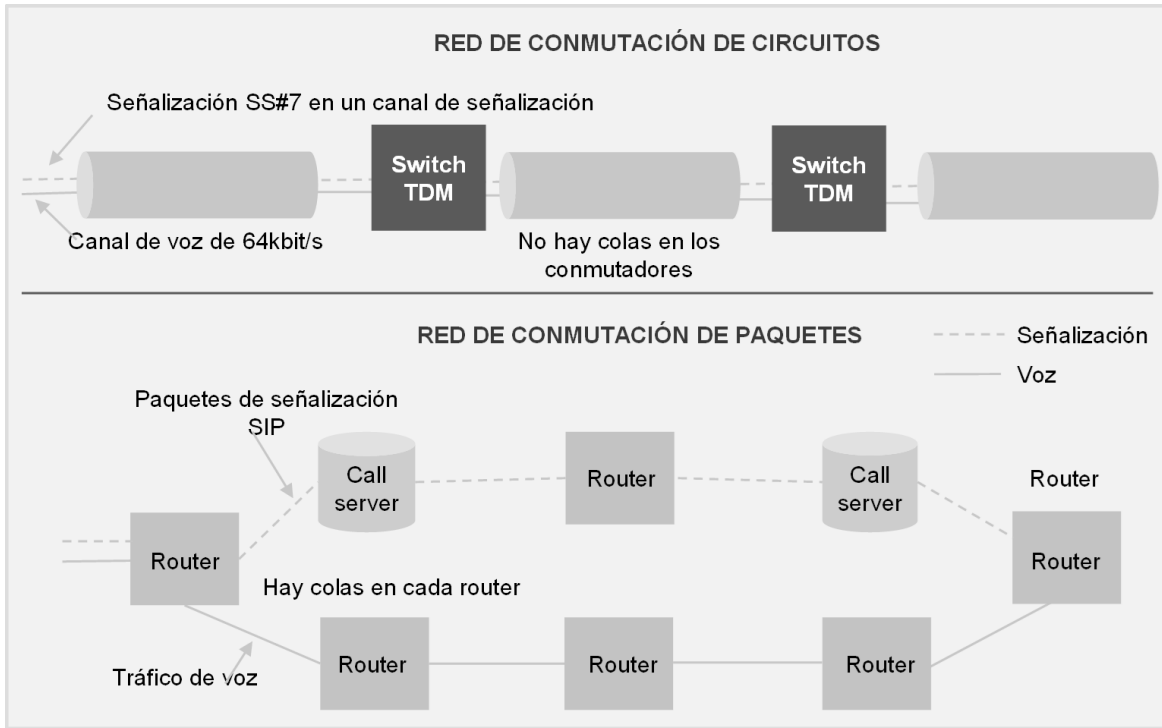 RED DE CONMUTACIÓN DE CIRCUITOS
Señalización SS#7 en un canal de señalización
Switch
TDM
Switch
TDM
Canal de voz de 64kbit/s
No hay colas en los
conmutadores
RED DE CONMUTACIÓN DE PAQUETES
Señalización
Voz
Paquetes de señalización
SIP
Call
server
Router
Call
server
Router
Router
Router
Hay colas en cada router
Router
Router
Router
Tráfico de voz